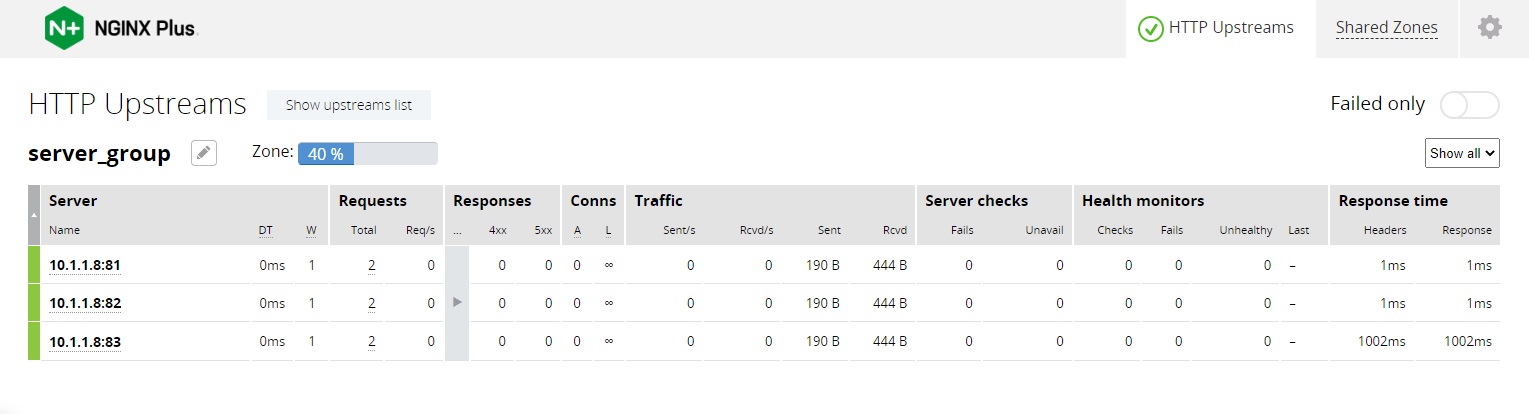 N+ NGINX Plus. HTTP Upstreams Shared Zones
HTTP Upstreams Show upstreams list Failed only
server_group Zone: 40 % Show all
Server Requests Responses Conns Traffic Server checks Health monitors Response time
Name DT W Total Req/s ... 4xx 5xx A L Sent/s Rcvd/s Sent Rcvd Fails Unavail Checks Fails Unhealthy Last Headers Response
10.1.1.8:81 0ms 1 2 0 0 0 0 ∞ 0 0 190 B 444 B 0 0 0 0 0 – 1ms 1ms
10.1.1.8:82 0ms 1 2 0 0 0 0 ∞ 0 0 190 B 444 B 0 0 0 0 0 – 1ms 1ms
10.1.1.8:83 0ms 1 2 0 0 0 0 ∞ 0 0 190 B 444 B 0 0 0 0 0 – 1002ms 1002ms